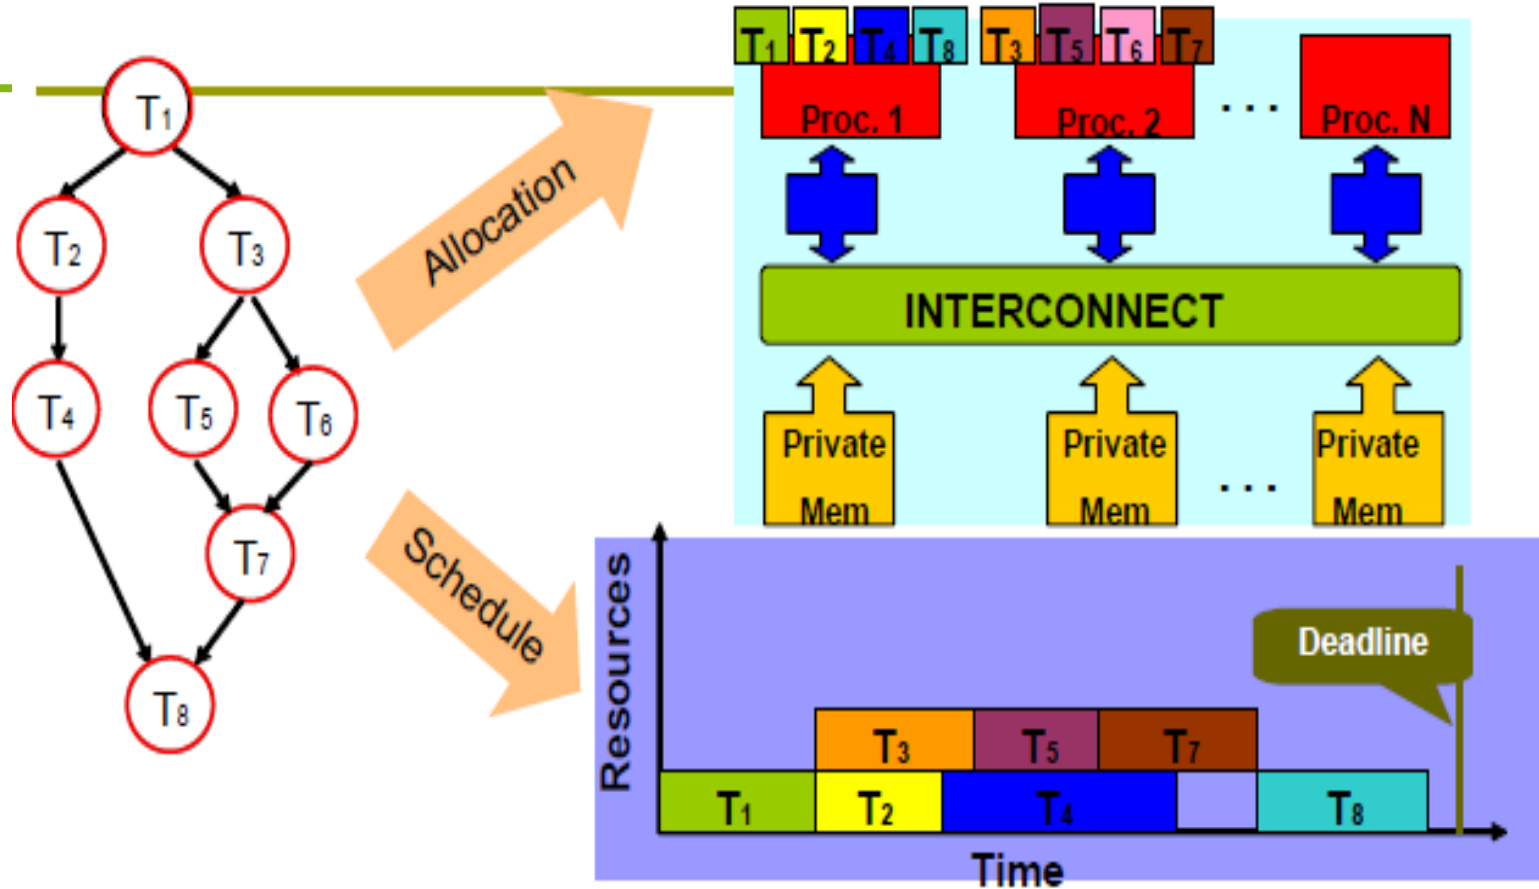 T1
T2
T3
T4
T5
T6
T7
T8
Allocation
Schedule
T1 T2 T4 T8 T3 T5 T6 T7
Proc. 1 Proc. 2 . . . Proc. N
INTERCONNECT
Private Private Private
Mem Mem . . . Mem
Resources
Deadline
T3 T5 T7
T1 T2 T4 T8
Time